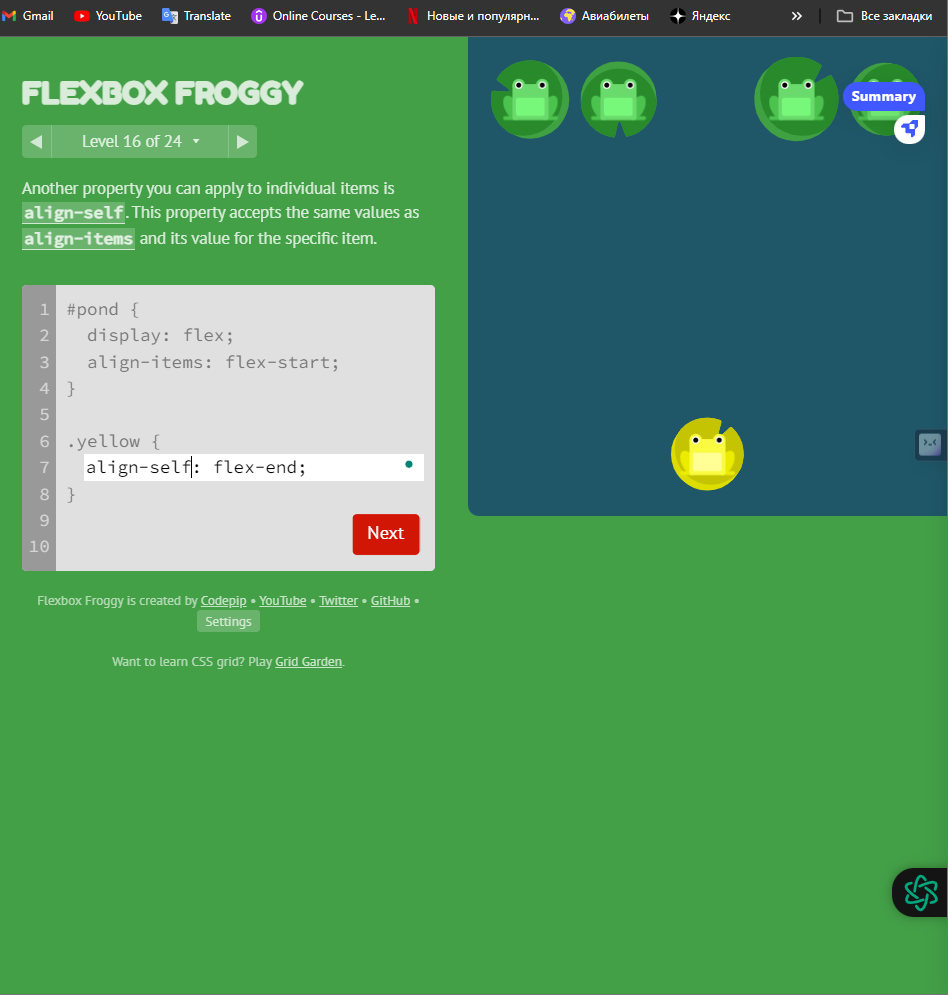 Gmail YouTube Translate Online Courses - Le... Новые и популярн... Авиабилеты Яндекс » Все закладки
FLEXBOX FROGGY
◀ Level 16 of 24 ▾ ▶
Another property you can apply to individual items is
align-self. This property accepts the same values as
align-items and its value for the specific item.
1 #pond {
2 display: flex;
3 align-items: flex-start;
4 }
5
6 .yellow {
7 align-self: flex-end;
8 }
9
10
Next
Flexbox Froggy is created by Codepip • YouTube • Twitter • GitHub •
Settings
Want to learn CSS grid? Play Grid Garden.
Summary